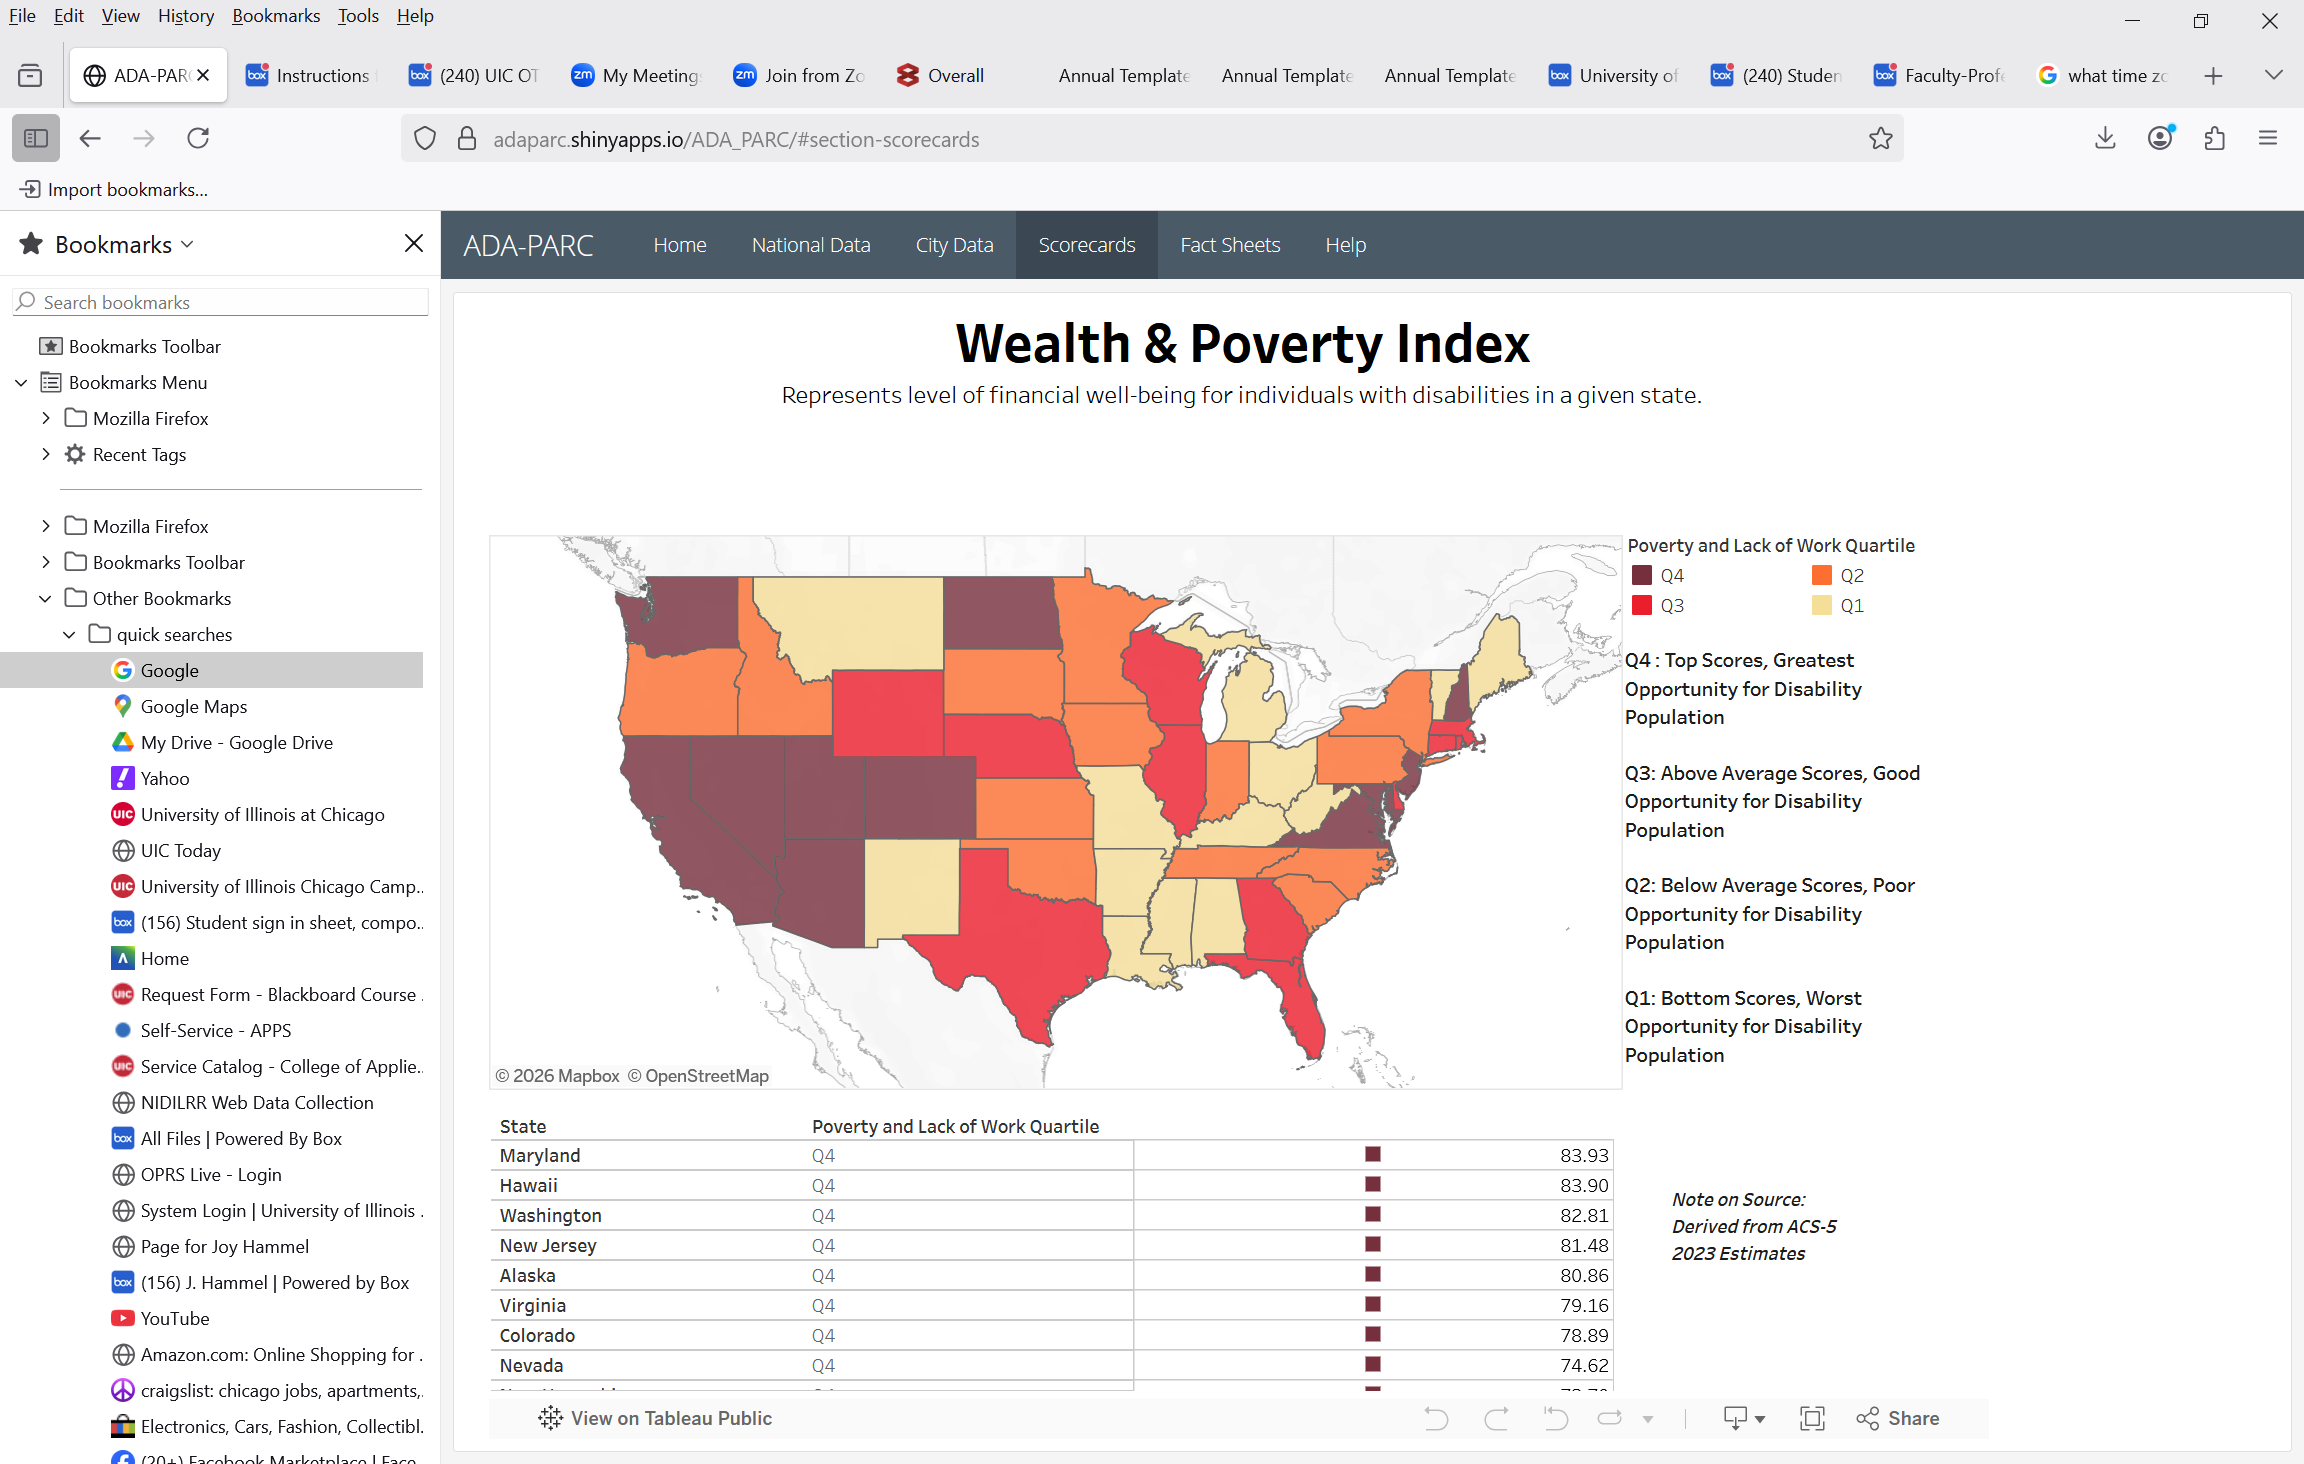 File Edit View History Bookmarks Tools Help
ADA-PAR
Instructions
(240) UIC OT
My Meeting
Join from Zo
Overall
Annual Template
Annual Template
Annual Template
University of
(240) Studen
Faculty-Profe
what time zo
adaparc.shinyapps.io/ADA_PARC/#section-scorecards
Import bookmarks...
Bookmarks
Search bookmarks
Bookmarks Toolbar
Bookmarks Menu
Mozilla Firefox
Recent Tags
Mozilla Firefox
Bookmarks Toolbar
Other Bookmarks
quick searches
Google
Google Maps
My Drive - Google Drive
Yahoo
University of Illinois at Chicago
UIC Today
University of Illinois Chicago Camp..
(156) Student sign in sheet, compo..
Home
Request Form - Blackboard Course .
Self-Service - APPS
Service Catalog - College of Applie..
NIDILRR Web Data Collection
All Files | Powered By Box
OPRS Live - Login
System Login | University of Illinois .
Page for Joy Hammel
(156) J. Hammel | Powered by Box
YouTube
Amazon.com: Online Shopping for .
craigslist: chicago jobs, apartments,.
Electronics, Cars, Fashion, Collectibl.
(20+) Facebook Marketplace | Face
ADA-PARC Home National Data City Data Scorecards Fact Sheets Help
Wealth & Poverty Index
Represents level of financial well-being for individuals with disabilities in a given state.
Poverty and Lack of Work Quartile
Q4 Q2
Q3 Q1
Q4 : Top Scores, Greatest
Opportunity for Disability
Population
Q3: Above Average Scores, Good
Opportunity for Disability
Population
Q2: Below Average Scores, Poor
Opportunity for Disability
Population
Q1: Bottom Scores, Worst
Opportunity for Disability
Population
© 2026 Mapbox © OpenStreetMap
State Poverty and Lack of Work Quartile
Maryland Q4 83.93
Hawaii Q4 83.90
Washington Q4 82.81
New Jersey Q4 81.48
Alaska Q4 80.86
Virginia Q4 79.16
Colorado Q4 78.89
Nevada Q4 74.62
Note on Source:
Derived from ACS-5
2023 Estimates
View on Tableau Public
Share